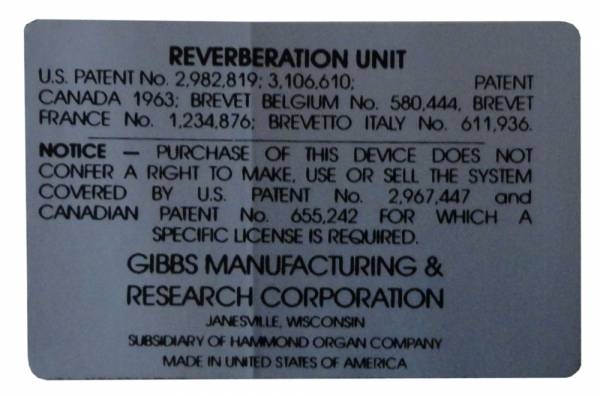 REVERBERATION UNIT
U.S. PATENT No. 2,982,819; 3,106,610; PATENT
CANADA 1963; BREVET BELGIUM No. 580,444, BREVET
FRANCE No. 1,234,876; BREVETTO ITALY No. 611,936.
NOTICE — PURCHASE OF THIS DEVICE DOES NOT
CONFER A RIGHT TO MAKE, USE OR SELL THE SYSTEM
COVERED BY U.S. PATENT No. 2,967,447 and
CANADIAN PATENT No. 655,242 FOR WHICH A
SPECIFIC LICENSE IS REQUIRED.
GIBBS MANUFACTURING &
RESEARCH CORPORATION
JANESVILLE, WISCONSIN
SUBSIDIARY OF HAMMOND ORGAN COMPANY
MADE IN UNITED STATES OF AMERICA